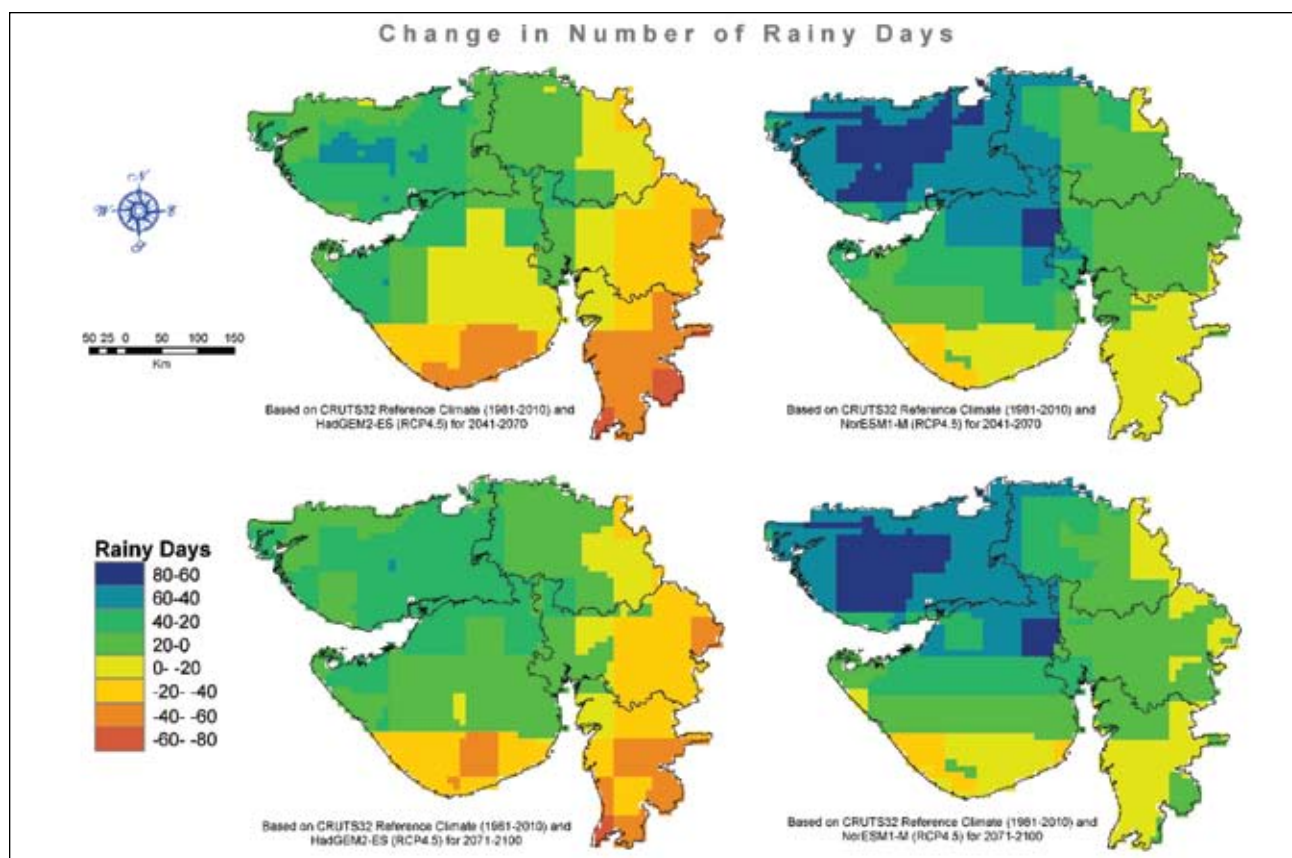 Change in Number of Rainy Days
N
W E
S
50 25 0 50 100 150
Km
Based on CRUTS32 Reference Climate (1981-2010) and
HadGEM2-ES (RCP4.5) for 2041-2070
Based on CRUTS32 Reference Climate (1981-2010) and
NorESM1-M (RCP4.5) for 2041-2070
Rainy Days
80-60
60-40
40-20
20-0
0- -20
-20- -40
-40- -60
-60- -80
Based on CRUTS32 Reference Climate (1981-2010) and
HadGEM2-ES (RCP4.5) for 2071-2100
Based on CRUTS32 Reference Climate (1981-2010) and
NorESM1-M (RCP4.5) for 2071-2100